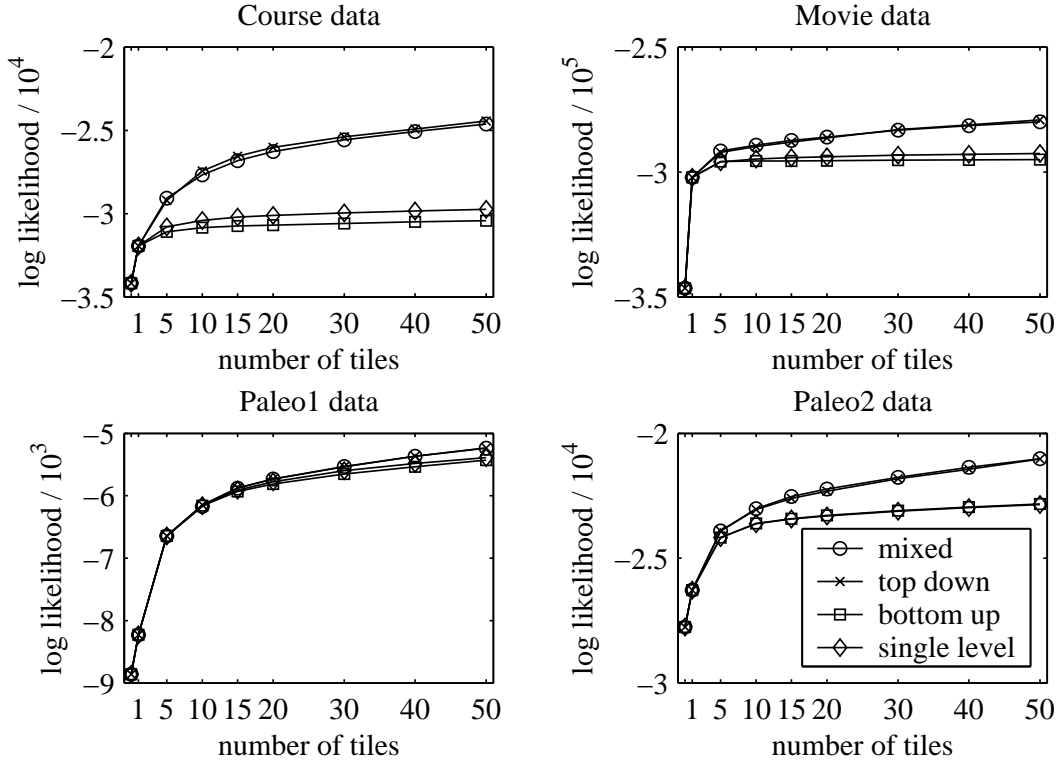 Course data
log likelihood / 10^4
−2
−2.5
−3
−3.5
1 5 10 15 20 30 40 50
number of tiles
Movie data
log likelihood / 10^5
−2.5
−3
−3.5
1 5 10 15 20 30 40 50
number of tiles
Paleo1 data
log likelihood / 10^3
−5
−6
−7
−8
−9
1 5 10 15 20 30 40 50
number of tiles
Paleo2 data
log likelihood / 10^4
−2
−2.5
−3
1 5 10 15 20 30 40 50
number of tiles
mixed
top down
bottom up
single level